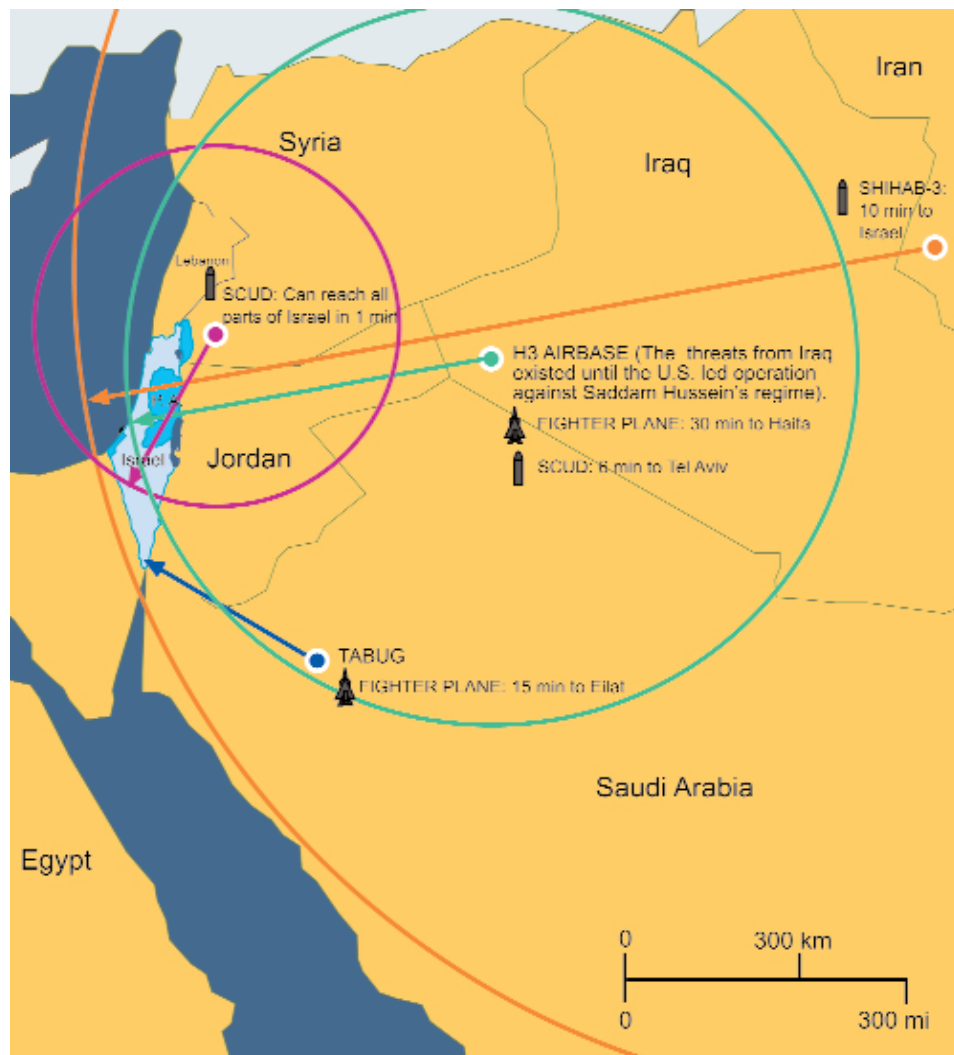 Iran
Syria
Iraq
SHIHAB-3:
10 min to
Israel
Lebanon
SCUD: Can reach all
parts of Israel in 1 min
H3 AIRBASE (The threats from Iraq
existed until the U.S. led operation
against Saddam Hussein's regime).
FIGHTER PLANE: 30 min to Haifa
SCUD: 6 min to Tel Aviv
Israel
Jordan
TABUG
FIGHTER PLANE: 15 min to Eilat
Saudi Arabia
Egypt
0
300 km
0
300 mi